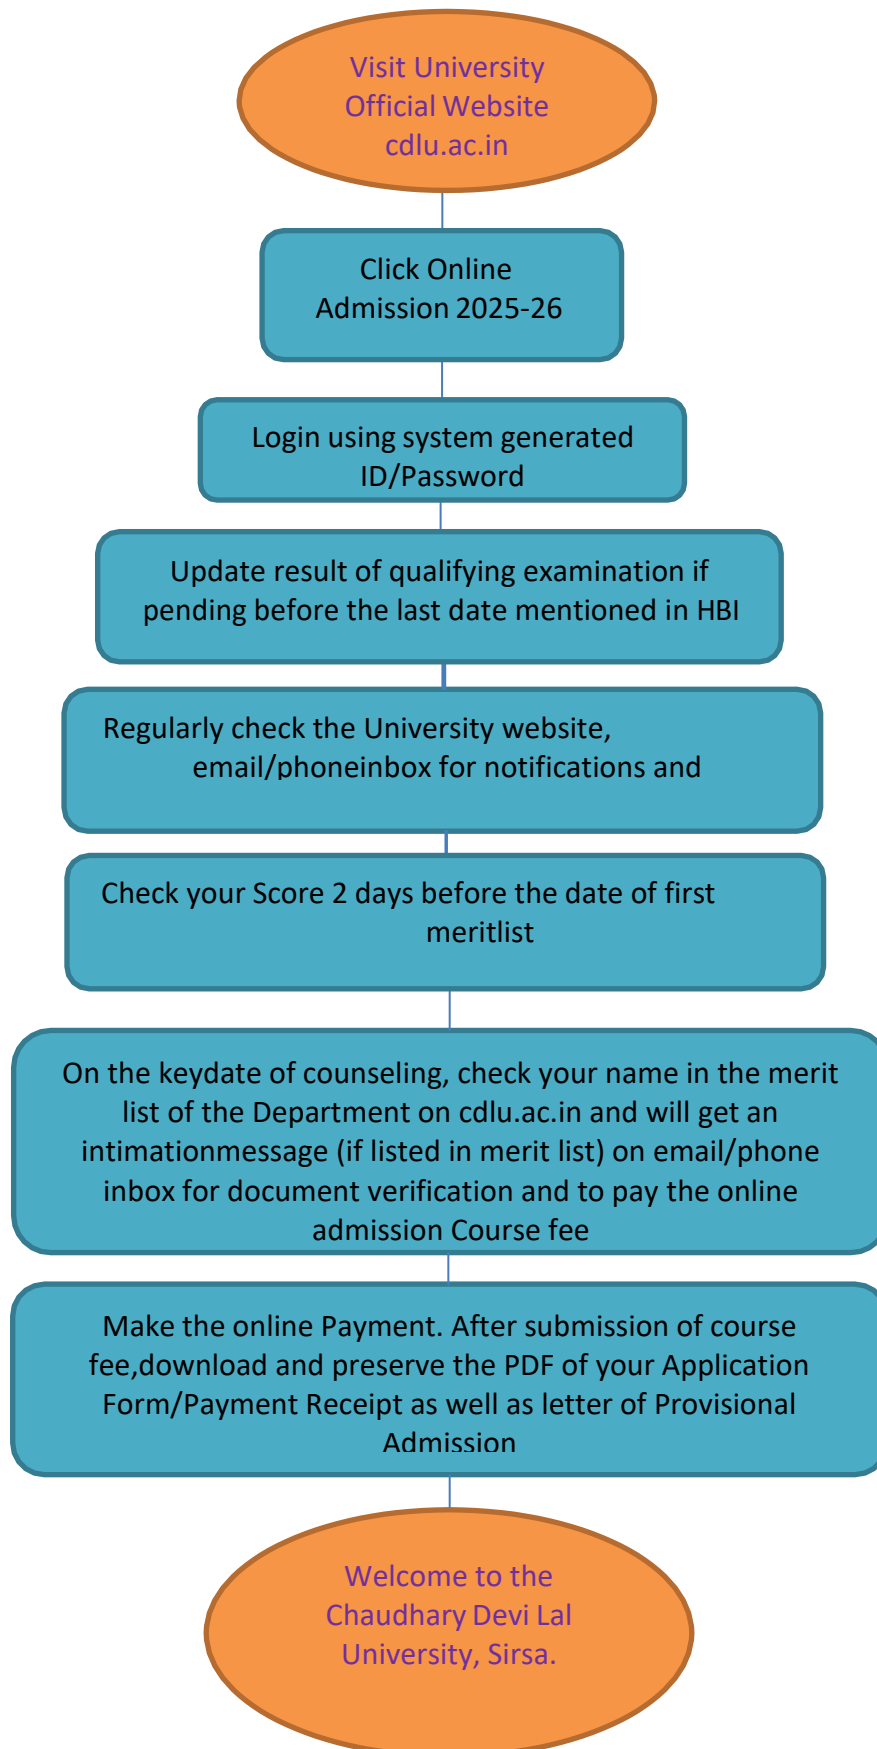 Visit University
Official Website
cdlu.ac.in
Click Online
Admission 2025-26
Login using system generated
ID/Password
Update result of qualifying examination if
pending before the last date mentioned in HBI
Regularly check the University website,
email/phoneinbox for notifications and
Check your Score 2 days before the date of first
meritlist
On the keydate of counseling, check your name in the merit
list of the Department on cdlu.ac.in and will get an
intimationmessage (if listed in merit list) on email/phone
inbox for document verification and to pay the online
admission Course fee
Make the online Payment. After submission of course
fee,download and preserve the PDF of your Application
Form/Payment Receipt as well as letter of Provisional
Admission
Welcome to the
Chaudhary Devi Lal
University, Sirsa.